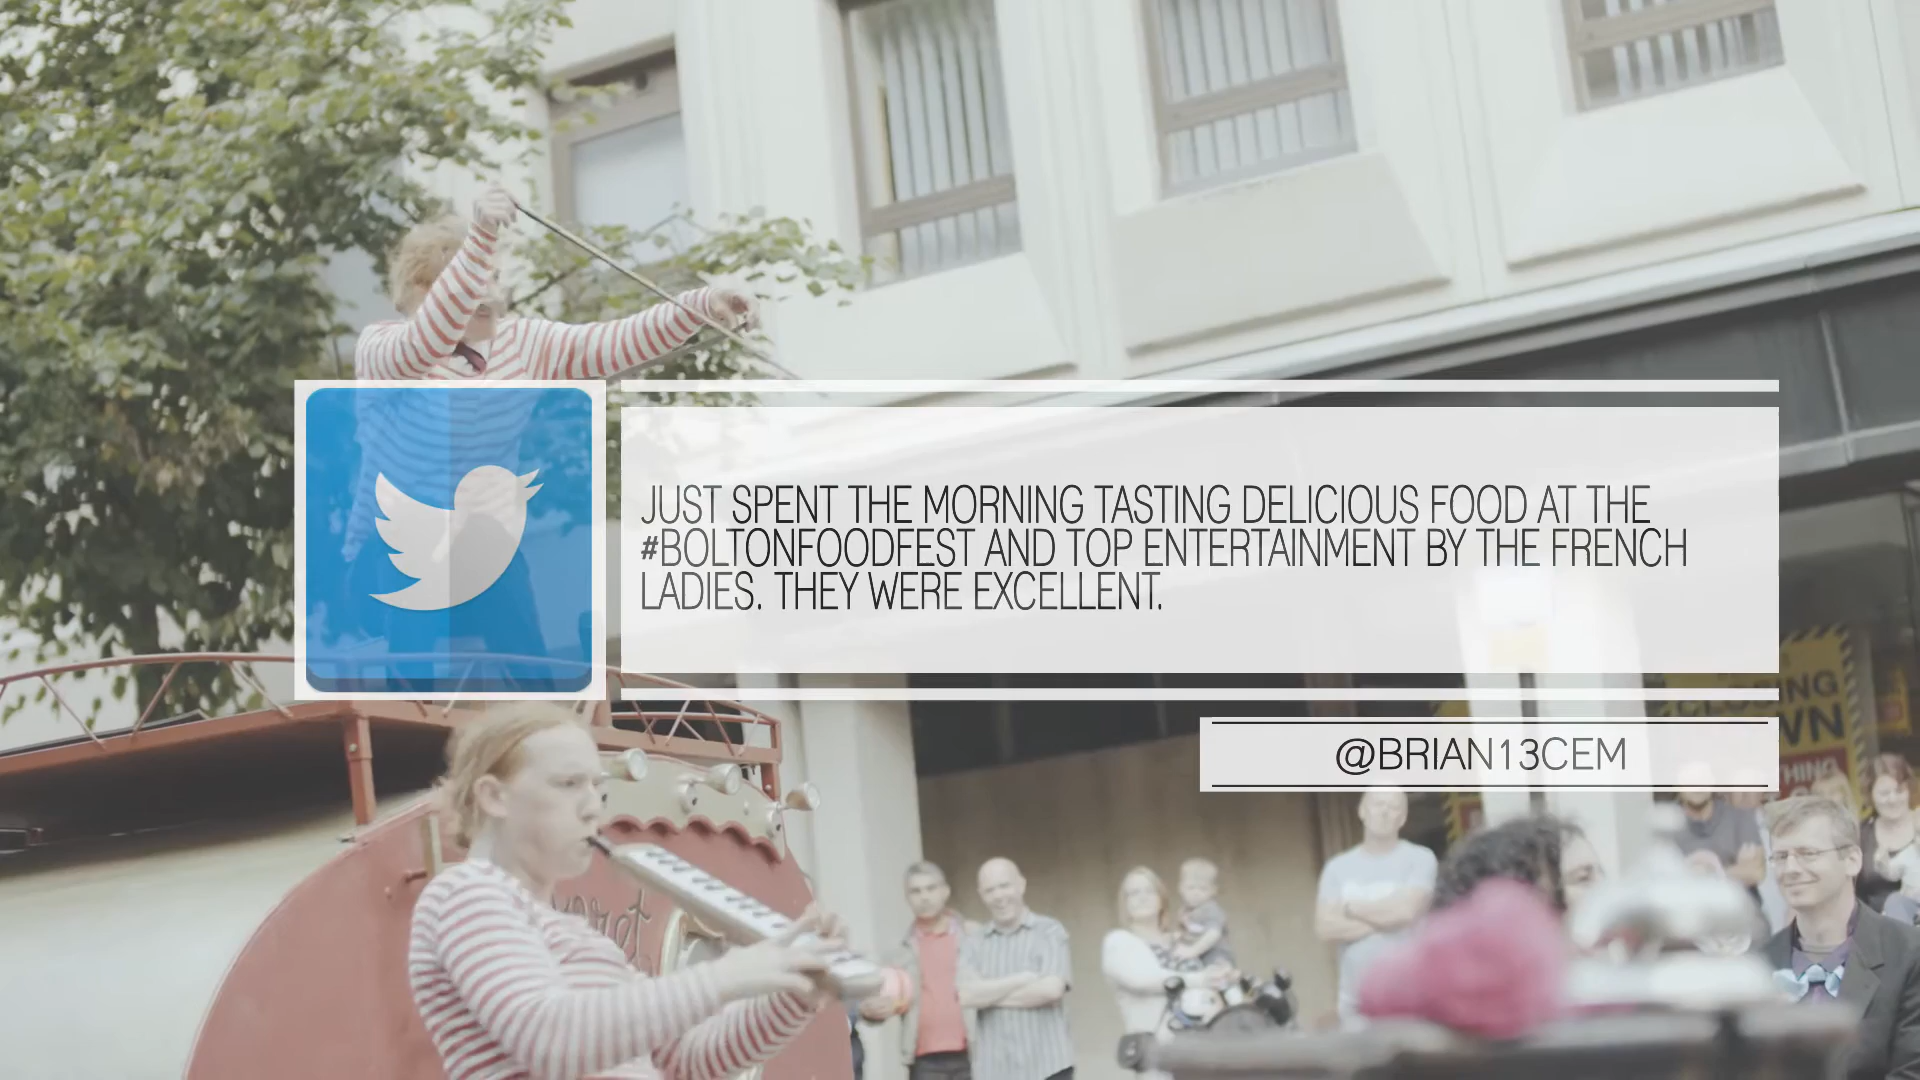 JUST SPENT THE MORNING TASTING DELICIOUS FOOD AT THE
#BOLTONFOODFEST AND TOP ENTERTAINMENT BY THE FRENCH
LADIES. THEY WERE EXCELLENT.
@BRIAN13CEM